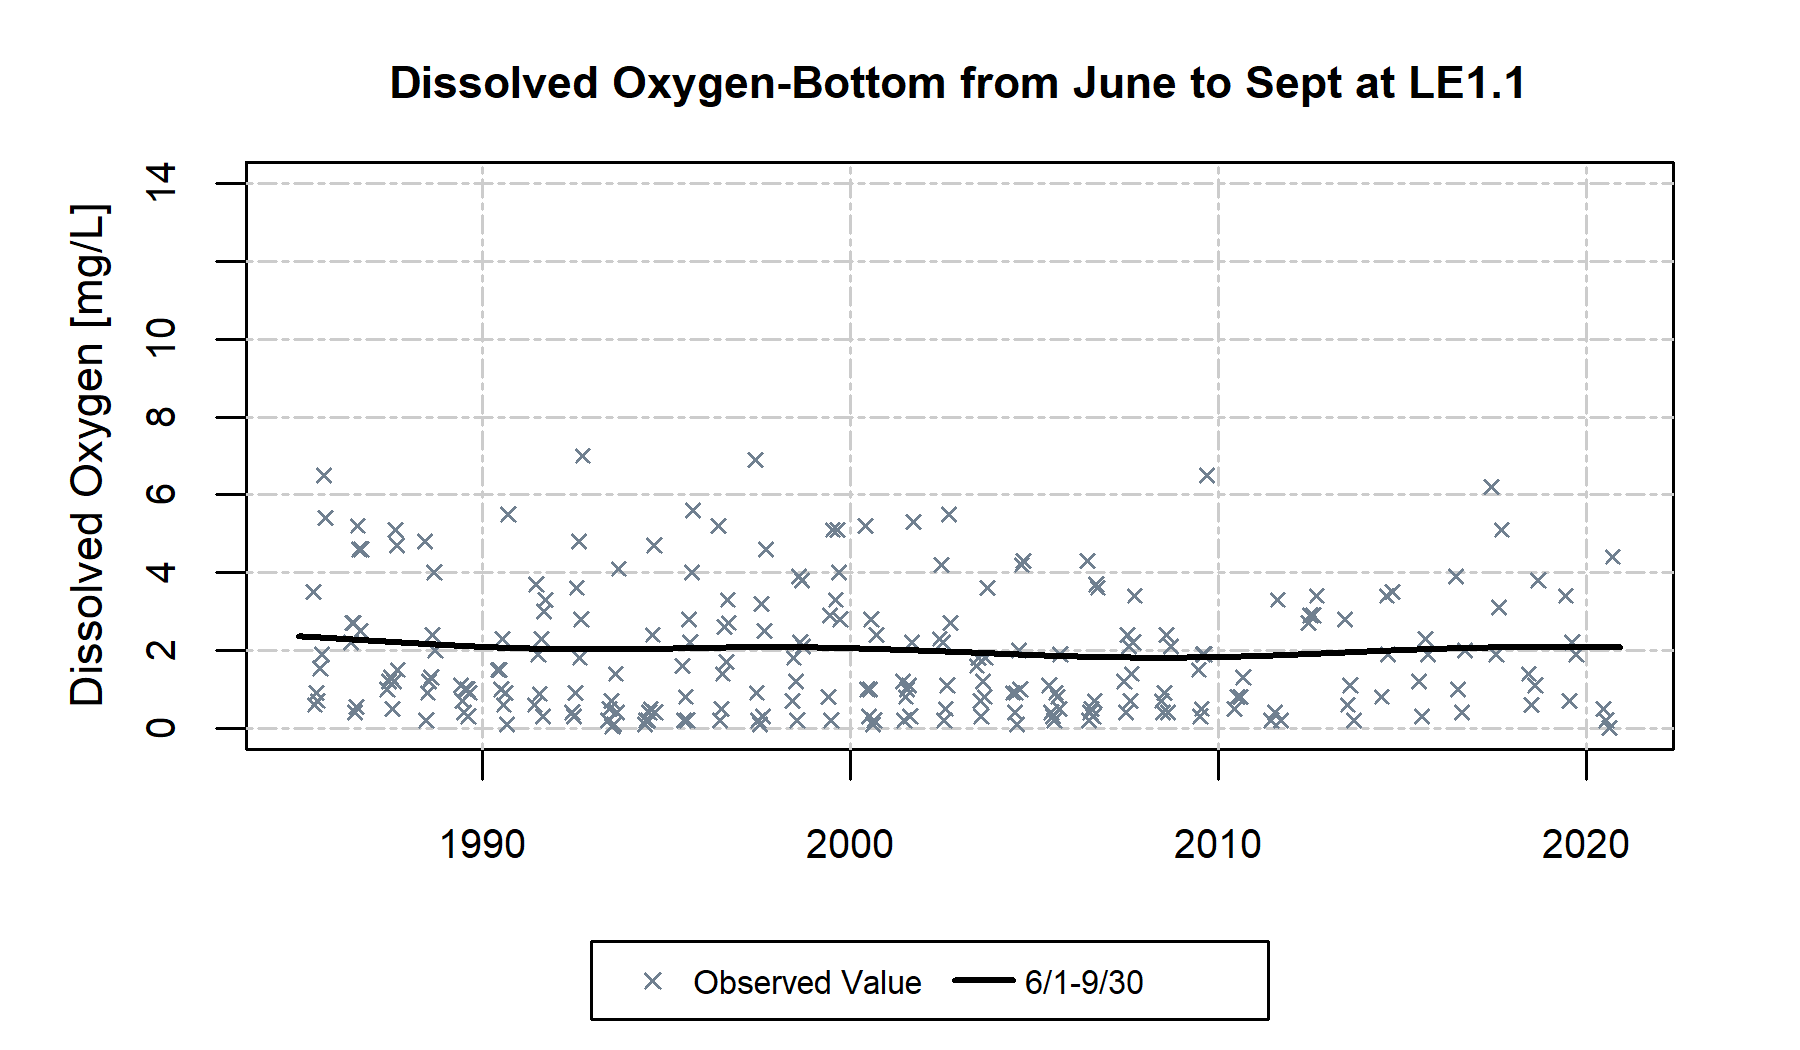 Dissolved Oxygen-Bottom from June to Sept at LE1.1
Dissolved Oxygen [mg/L]
14
10
8
6
4
2
0
1990 2000 2010 2020
Observed Value 6/1-9/30